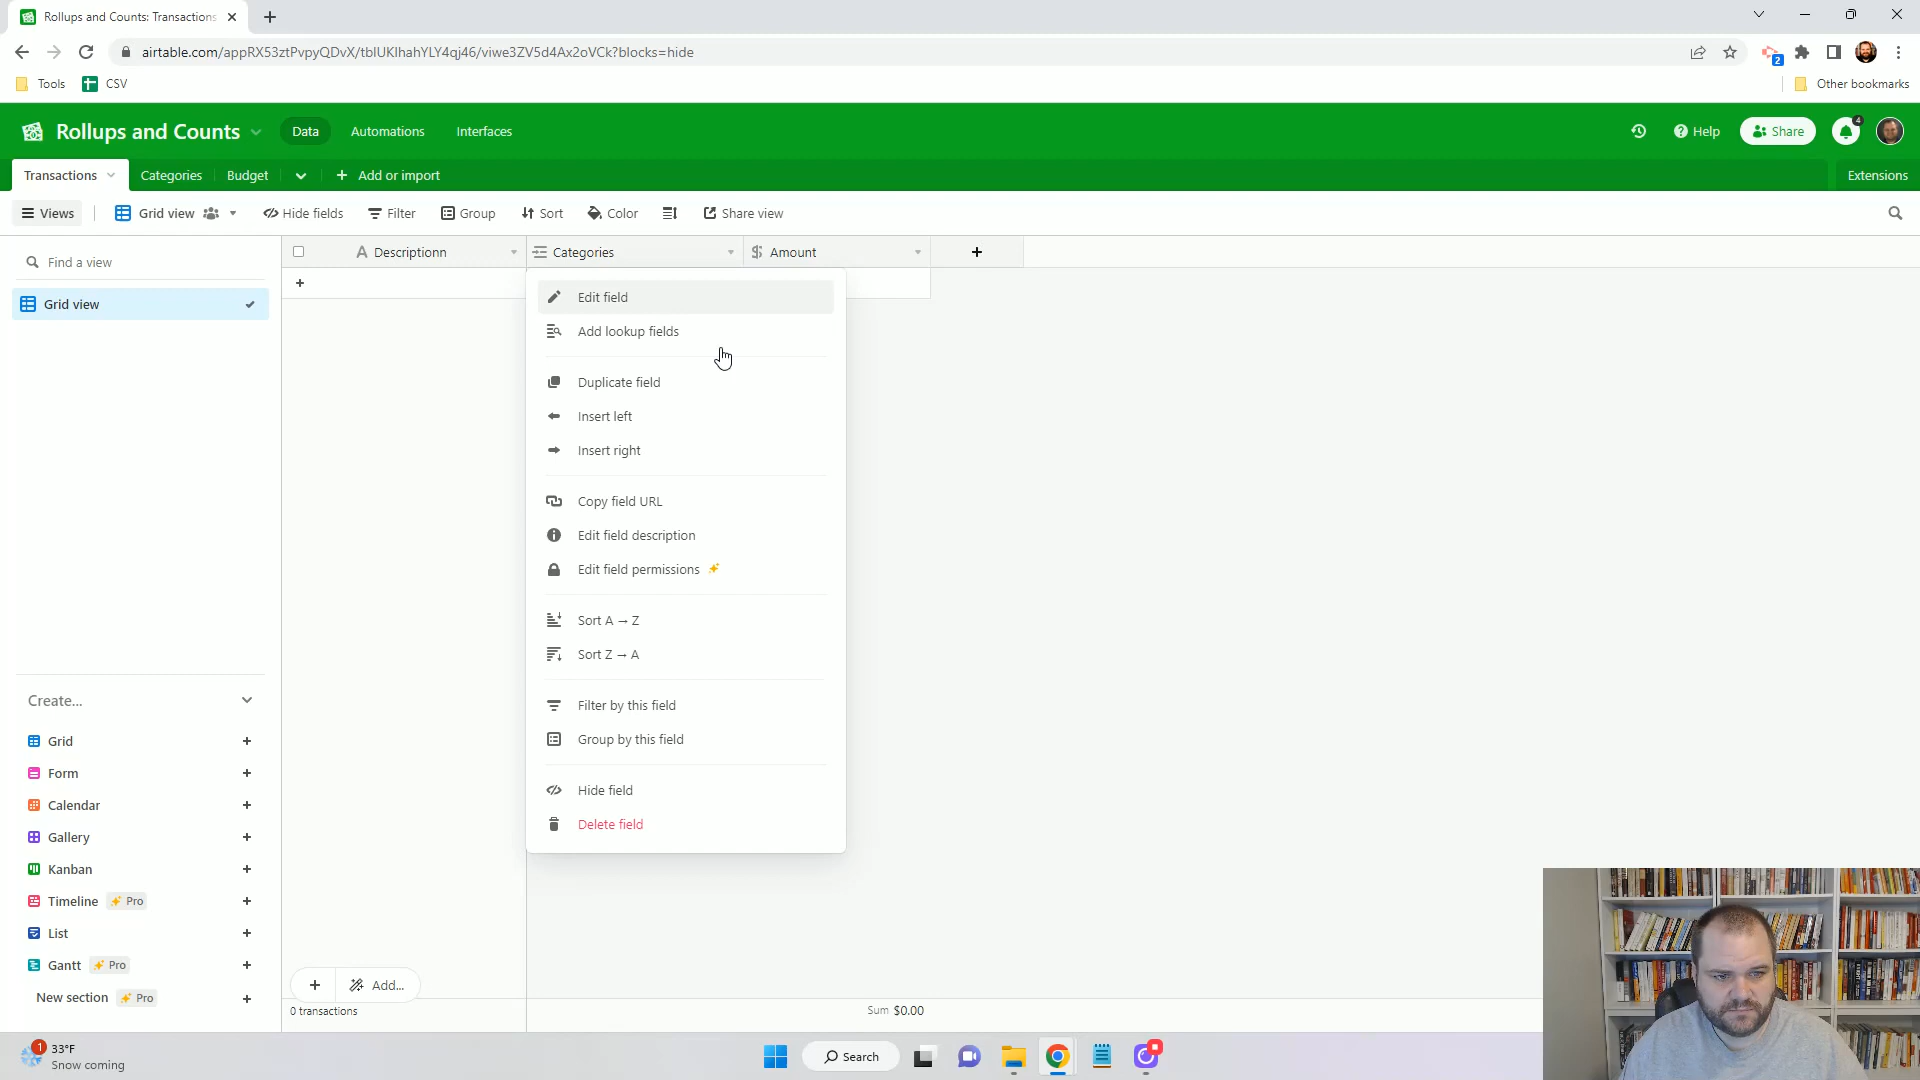 Rollups and Counts: Transactions
airtable.com/appRX53ztPvpyQDvX/tblUKIhahYLY4qj46/viwe3ZV5d4Ax2oVCk?blocks=hide
2
Tools
CSV
Other bookmarks
Rollups and Counts
Data
Automations
Interfaces
Help
Share
4
Transactions
Categories
Budget
Add or import
Extensions
Views
Grid view
Hide fields
Filter
Group
Sort
Color
Share view
Find a view
Descriptionn
Categories
Amount
Grid view
Edit field
Add lookup fields
Duplicate field
Insert left
Insert right
Copy field URL
Edit field description
Edit field permissions
Sort A → Z
Sort Z → A
Filter by this field
Group by this field
Hide field
Delete field
Create...
Grid
Form
Calendar
Gallery
Kanban
Timeline Pro
List
Gantt Pro
New section Pro
Add...
0 transactions
Sum $0.00
1
33°F
Snow coming
Search